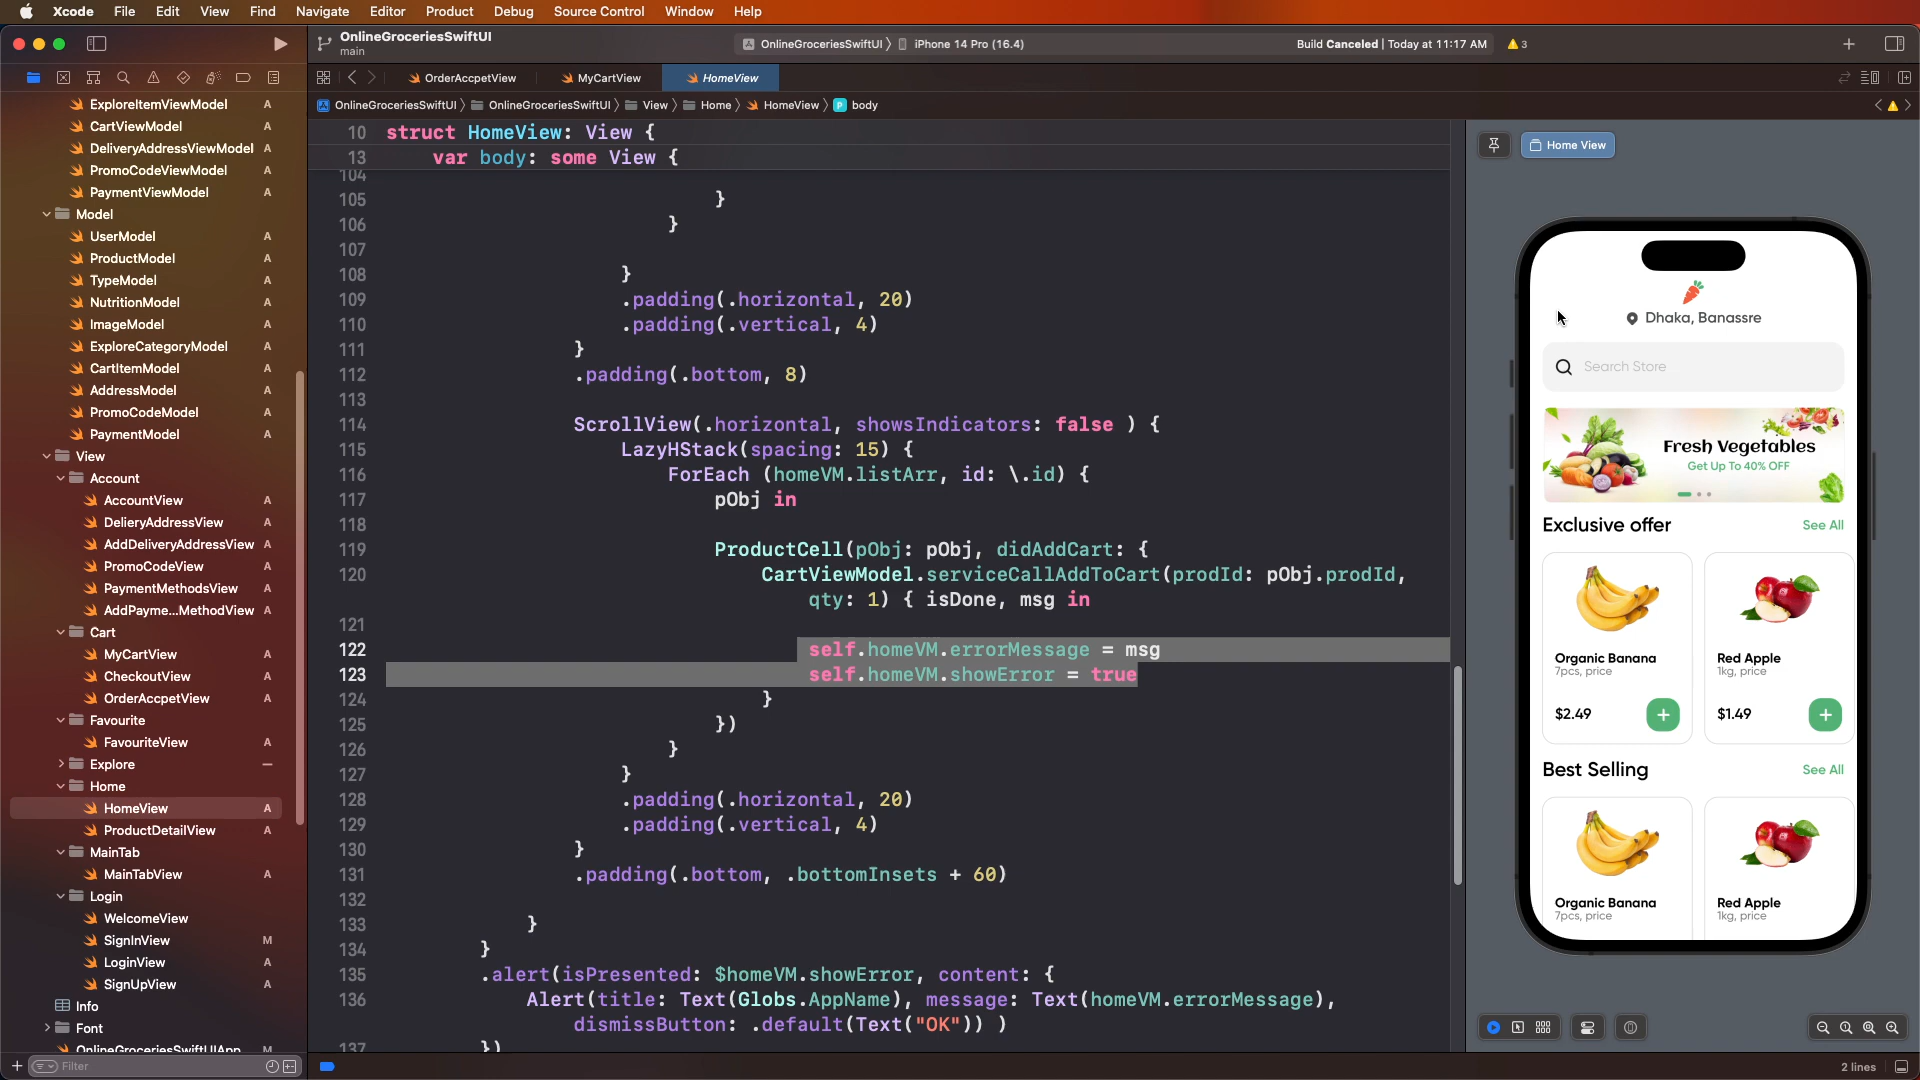 Xcode File Edit View Find Navigate Editor Product Debug Source Control Window Help
OnlineGroceriesSwiftUI
main
OnlineGroceriesSwiftUI iPhone 14 Pro (16.4)
Build Canceled | Today at 11:17 AM
3
OrderAccpetView
MyCartView
HomeView
OnlineGroceriesSwiftUI OnlineGroceriesSwiftUI View Home HomeView P body
ExploreItemViewModel A
CartViewModel A
DeliveryAddressViewModel A
PromoCodeViewModel A
PaymentViewModel A
Model
UserModel A
ProductModel A
TypeModel A
NutritionModel A
ImageModel A
ExploreCategoryModel A
CartItemModel A
AddressModel A
PromoCodeModel A
PaymentModel A
View
Account
AccountView A
DelieryAddressView A
AddDeliveryAddressView A
PromoCodeView A
PaymentMethodsView A
AddPayme...MethodView A
Cart
MyCartView A
CheckoutView A
OrderAccpetView A
Favourite
FavouriteView A
Explore
Home
HomeView A
ProductDetailView A
MainTab
MainTabView A
Login
WelcomeView
SignInView M
LoginView A
SignUpView A
Info
Font
OnlineGroceriesSwiftUIApp M
Filter
10 struct HomeView: View {
13 var body: some View {
104
105 }
106 }
107
108 }
109 .padding(.horizontal, 20)
110 .padding(.vertical, 4)
111 }
112 .padding(.bottom, 8)
113
114 ScrollView(.horizontal, showsIndicators: false ) {
115 LazyHStack(spacing: 15) {
116 ForEach (homeVM.listArr, id: \.id) {
117 pObj in
118
119 ProductCell(pObj: pObj, didAddCart: {
120 CartViewModel.serviceCallAddToCart(prodId: pObj.prodId,
qty: 1) { isDone, msg in
121
122 self.homeVM.errorMessage = msg
123 self.homeVM.showError = true
124 }
125 })
126 }
127 }
128 .padding(.horizontal, 20)
129 .padding(.vertical, 4)
130 }
131 .padding(.bottom, .bottomInsets + 60)
132
133 }
134 }
135 .alert(isPresented: $homeVM.showError, content: {
136 Alert(title: Text(Globs.AppName), message: Text(homeVM.errorMessage),
dismissButton: .default(Text("OK")) )
137 })
Home View
Dhaka, Banassre
Search Store
Fresh Vegetables
Get Up To 40% OFF
Exclusive offer See All
Organic Banana
7pcs, price
$2.49 +
Red Apple
1kg, price
$1.49 +
Best Selling See All
Organic Banana
7pcs, price
Red Apple
1kg, price
2 lines